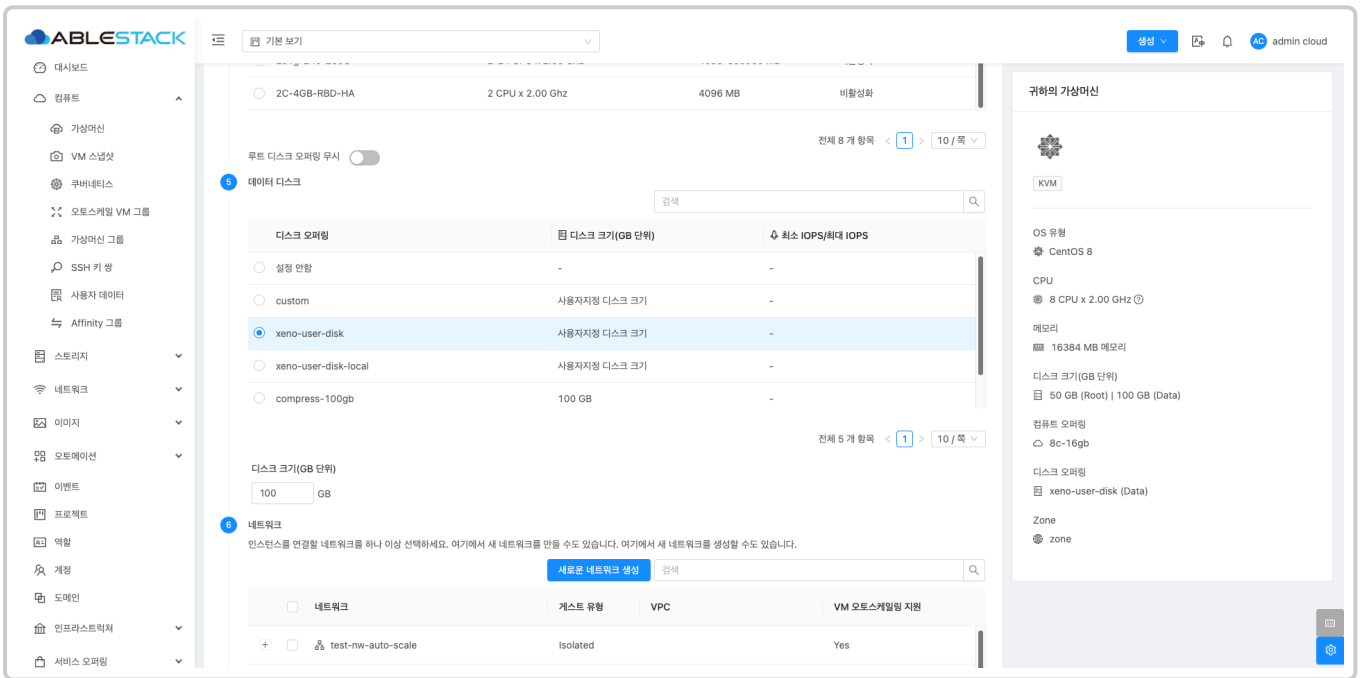 ABLESTACK
기본 보기
생성
AC admin cloud
대시보드
컴퓨트
가상머신
VM 스냅샷
쿠버네티스
오토스케일 VM 그룹
가상머신 그룹
SSH 키 쌍
사용자 데이터
Affinity 그룹
스토리지
네트워크
이미지
오토메이션
이벤트
프로젝트
역할
계정
도메인
인프라스트럭쳐
서비스 오퍼링
2C-4GB-RBD-HA 2 CPU x 2.00 Ghz 4096 MB 비활성화
전체 8 개 항목 < 1 > 10 / 쪽
루트 디스크 오퍼링 무시
5 데이터 디스크
검색
디스크 오퍼링 디스크 크기(GB 단위) 최소 IOPS/최대 IOPS
설정 안함 - -
custom 사용자지정 디스크 크기 -
xeno-user-disk 사용자지정 디스크 크기 -
xeno-user-disk-local 사용자지정 디스크 크기 -
compress-100gb 100 GB -
전체 5 개 항목 < 1 > 10 / 쪽
디스크 크기(GB 단위)
100 GB
6 네트워크
인스턴스를 연결할 네트워크를 하나 이상 선택하세요. 여기에서 새 네트워크를 만들 수도 있습니다. 여기에서 새 네트워크를 생성할 수도 있습니다.
새로운 네트워크 생성 검색
네트워크 게스트 유형 VPC VM 오토스케일링 지원
+ test-nw-auto-scale Isolated Yes
귀하의 가상머신
KVM
OS 유형
CentOS 8
CPU
8 CPU x 2.00 GHz
메모리
16384 MB 메모리
디스크 크기(GB 단위)
50 GB (Root) | 100 GB (Data)
컴퓨트 오퍼링
8c-16gb
디스크 오퍼링
xeno-user-disk (Data)
Zone
zone